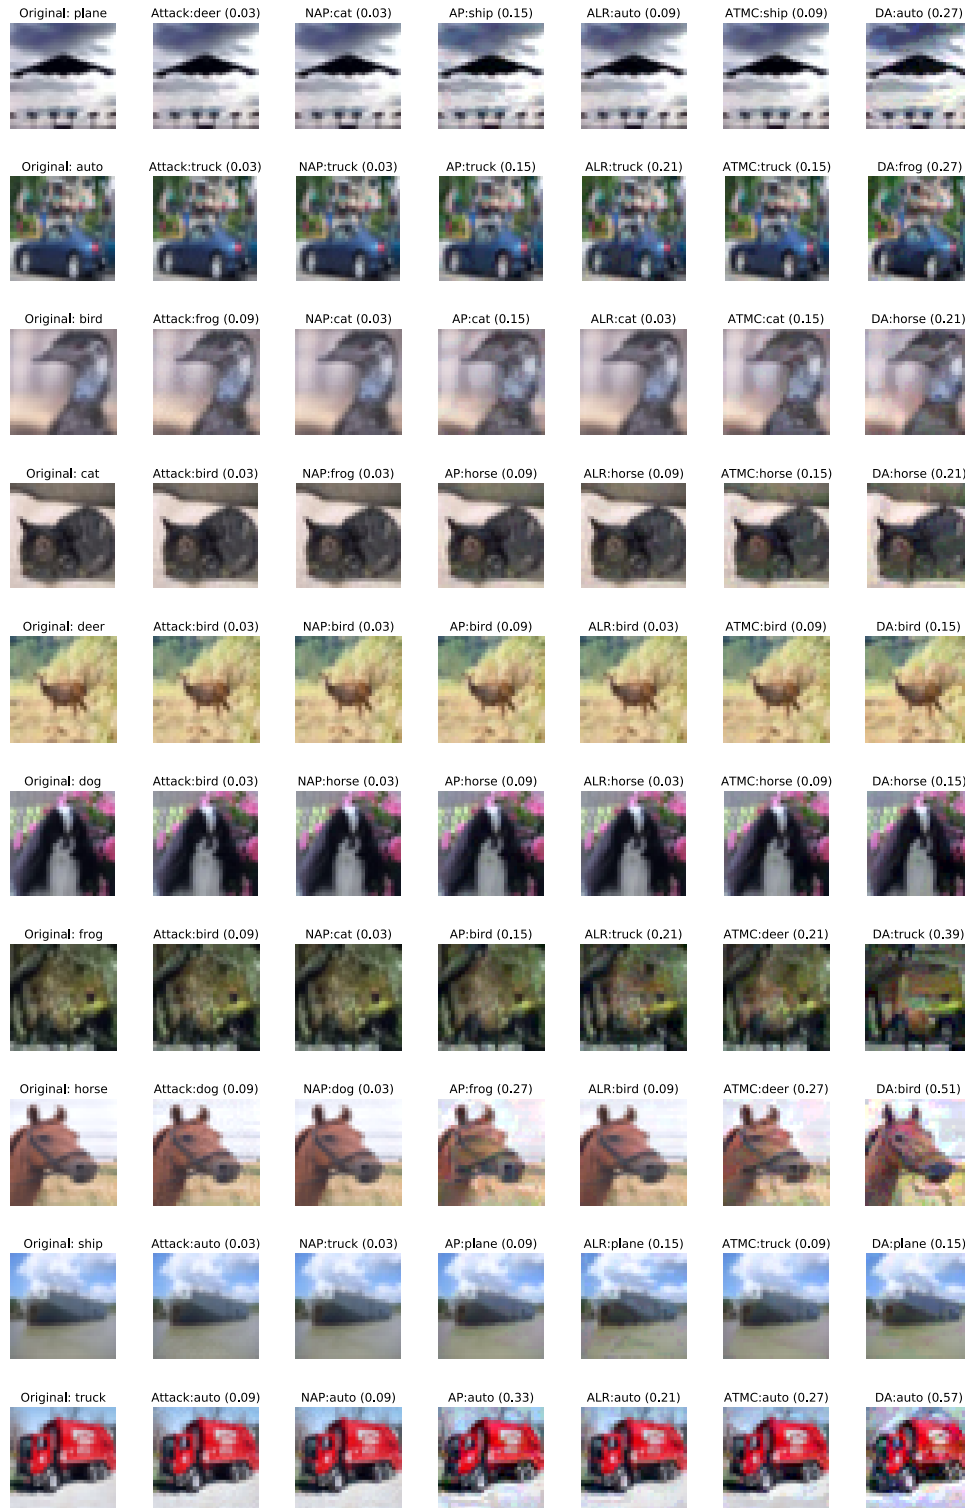 Original: plane Attack:deer (0.03) NAP:cat (0.03) AP:ship (0.15) ALR:auto (0.09) ATMC:ship (0.09) DA:auto (0.27)
Original: auto Attack:truck (0.03) NAP:truck (0.03) AP:truck (0.15) ALR:truck (0.21) ATMC:truck (0.15) DA:frog (0.27)
Original: bird Attack:frog (0.09) NAP:cat (0.03) AP:cat (0.15) ALR:cat (0.03) ATMC:cat (0.15) DA:horse (0.21)
Original: cat Attack:bird (0.03) NAP:frog (0.03) AP:horse (0.09) ALR:horse (0.09) ATMC:horse (0.15) DA:horse (0.21)
Original: deer Attack:bird (0.03) NAP:bird (0.03) AP:bird (0.09) ALR:bird (0.03) ATMC:bird (0.09) DA:bird (0.15)
Original: dog Attack:bird (0.03) NAP:horse (0.03) AP:horse (0.09) ALR:horse (0.03) ATMC:horse (0.09) DA:horse (0.15)
Original: frog Attack:bird (0.09) NAP:cat (0.03) AP:bird (0.15) ALR:truck (0.21) ATMC:deer (0.21) DA:truck (0.39)
Original: horse Attack:dog (0.09) NAP:dog (0.03) AP:frog (0.27) ALR:bird (0.09) ATMC:deer (0.27) DA:bird (0.51)
Original: ship Attack:auto (0.03) NAP:truck (0.03) AP:plane (0.09) ALR:plane (0.15) ATMC:truck (0.09) DA:plane (0.15)
Original: truck Attack:auto (0.09) NAP:auto (0.09) AP:auto (0.33) ALR:auto (0.21) ATMC:auto (0.27) DA:auto (0.57)